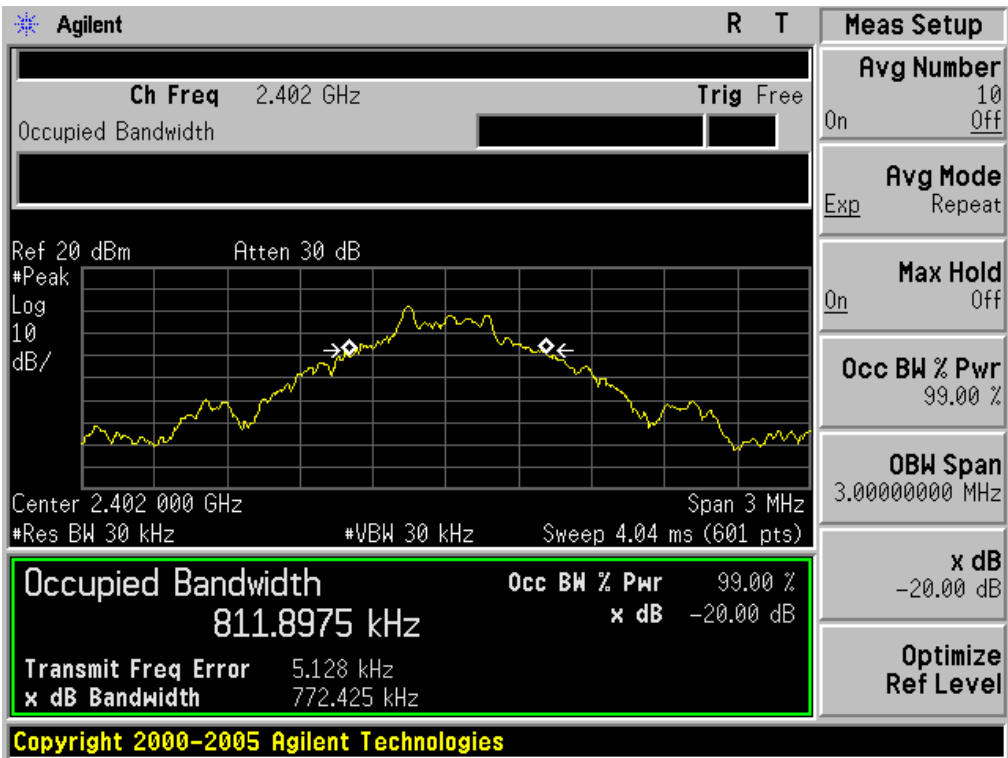 Agilent R T
Ch Freq 2.402 GHz Trig Free
Occupied Bandwidth
Ref 20 dBm Atten 30 dB
#Peak
Log
10
dB/
Center 2.402 000 GHz Span 3 MHz
#Res BW 30 kHz #VBW 30 kHz Sweep 4.04 ms (601 pts)
Occupied Bandwidth Occ BW % Pwr 99.00 %
811.8975 kHz x dB -20.00 dB
Transmit Freq Error 5.128 kHz
x dB Bandwidth 772.425 kHz
Copyright 2000-2005 Agilent Technologies
Meas Setup
Avg Number
10
On Off
Avg Mode
Exp Repeat
Max Hold
On Off
Occ BW % Pwr
99.00 %
OBW Span
3.00000000 MHz
x dB
-20.00 dB
Optimize
Ref Level